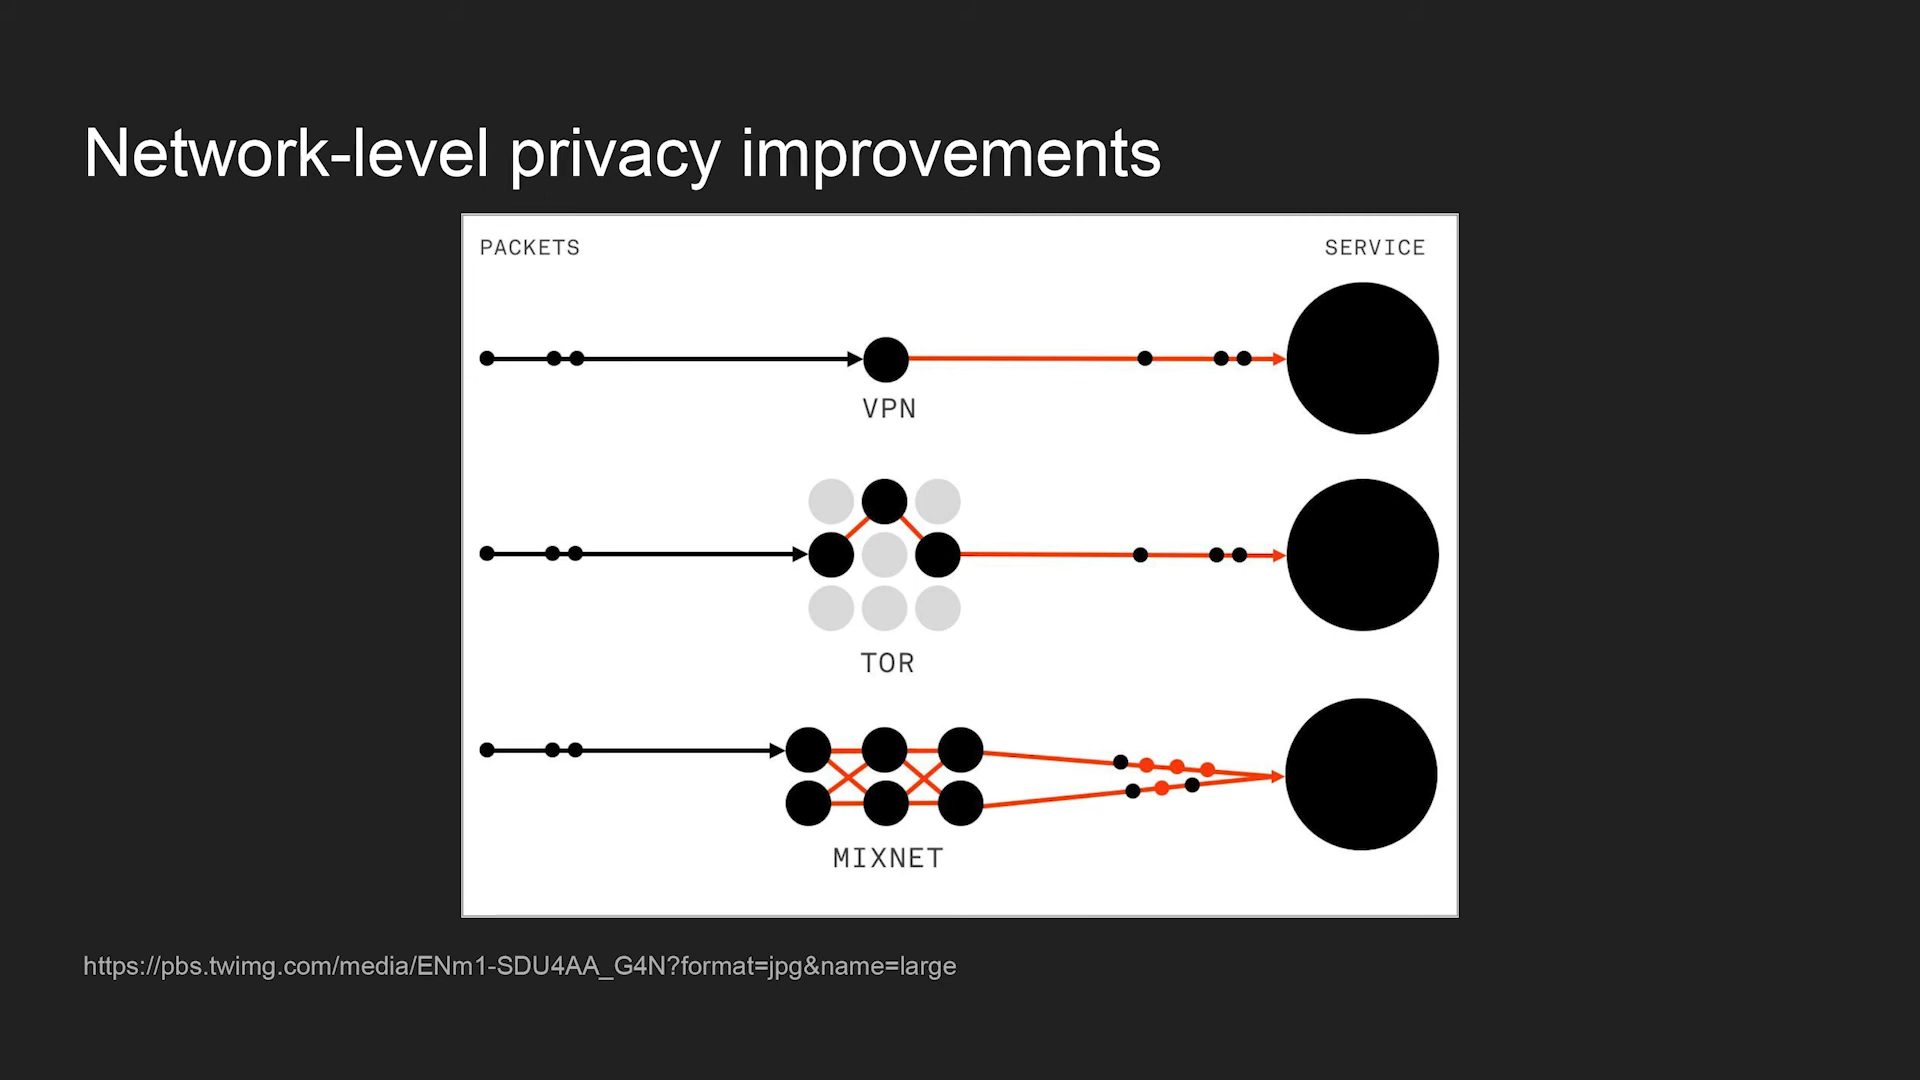 Network-level privacy improvements
PACKETS
SERVICE
VPN
TOR
MIXNET
https://pbs.twimg.com/media/ENm1-SDU4AA_G4N?format=jpg&name=large